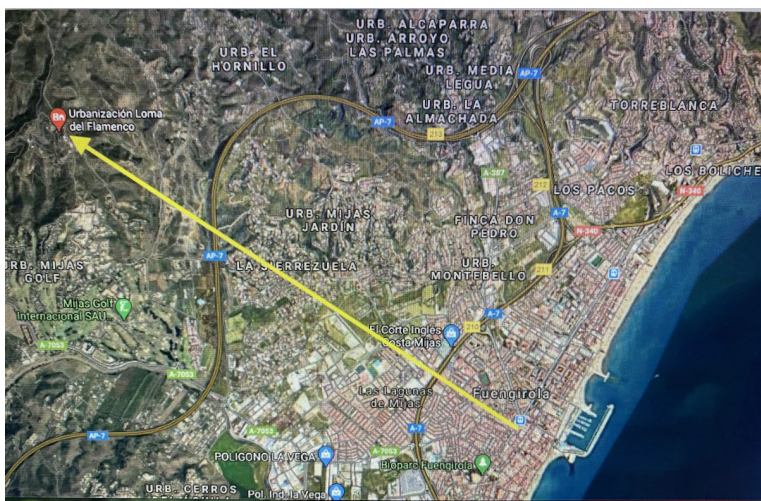 URB. ALCAPARRA
URB. ARROYO
LAS PALMAS
URB. EL
HORNILLO
URB. MEDIA
LEGUA
AP-7
URB. LA
ALMACHADA
TORREBLANCA
Urbanización Loma
del Flamenco
AP-7
213
A-387
LOS BOLICHE
212
LOS PACOS
N-340
URB. MIJAS
JARDÍN
FINCA DON
PEDRO
A-7
N-340
AP-7
LA SIERREZUELA
URB.
MONTEBELLO
211
URB. MIJAS
GOLF
Mijas Golf
Internacional SAU...
A-7
210
El Corte Inglés
Costa Mijas
A-7053
A-7053
Las Lagunas
de Mijas
Fuengirola
A-7
AP-7
A-7053
POLIGONO LA VEGA
Bioparc Fuengirola
URB. CERROS
Pol. Ind. la Vega